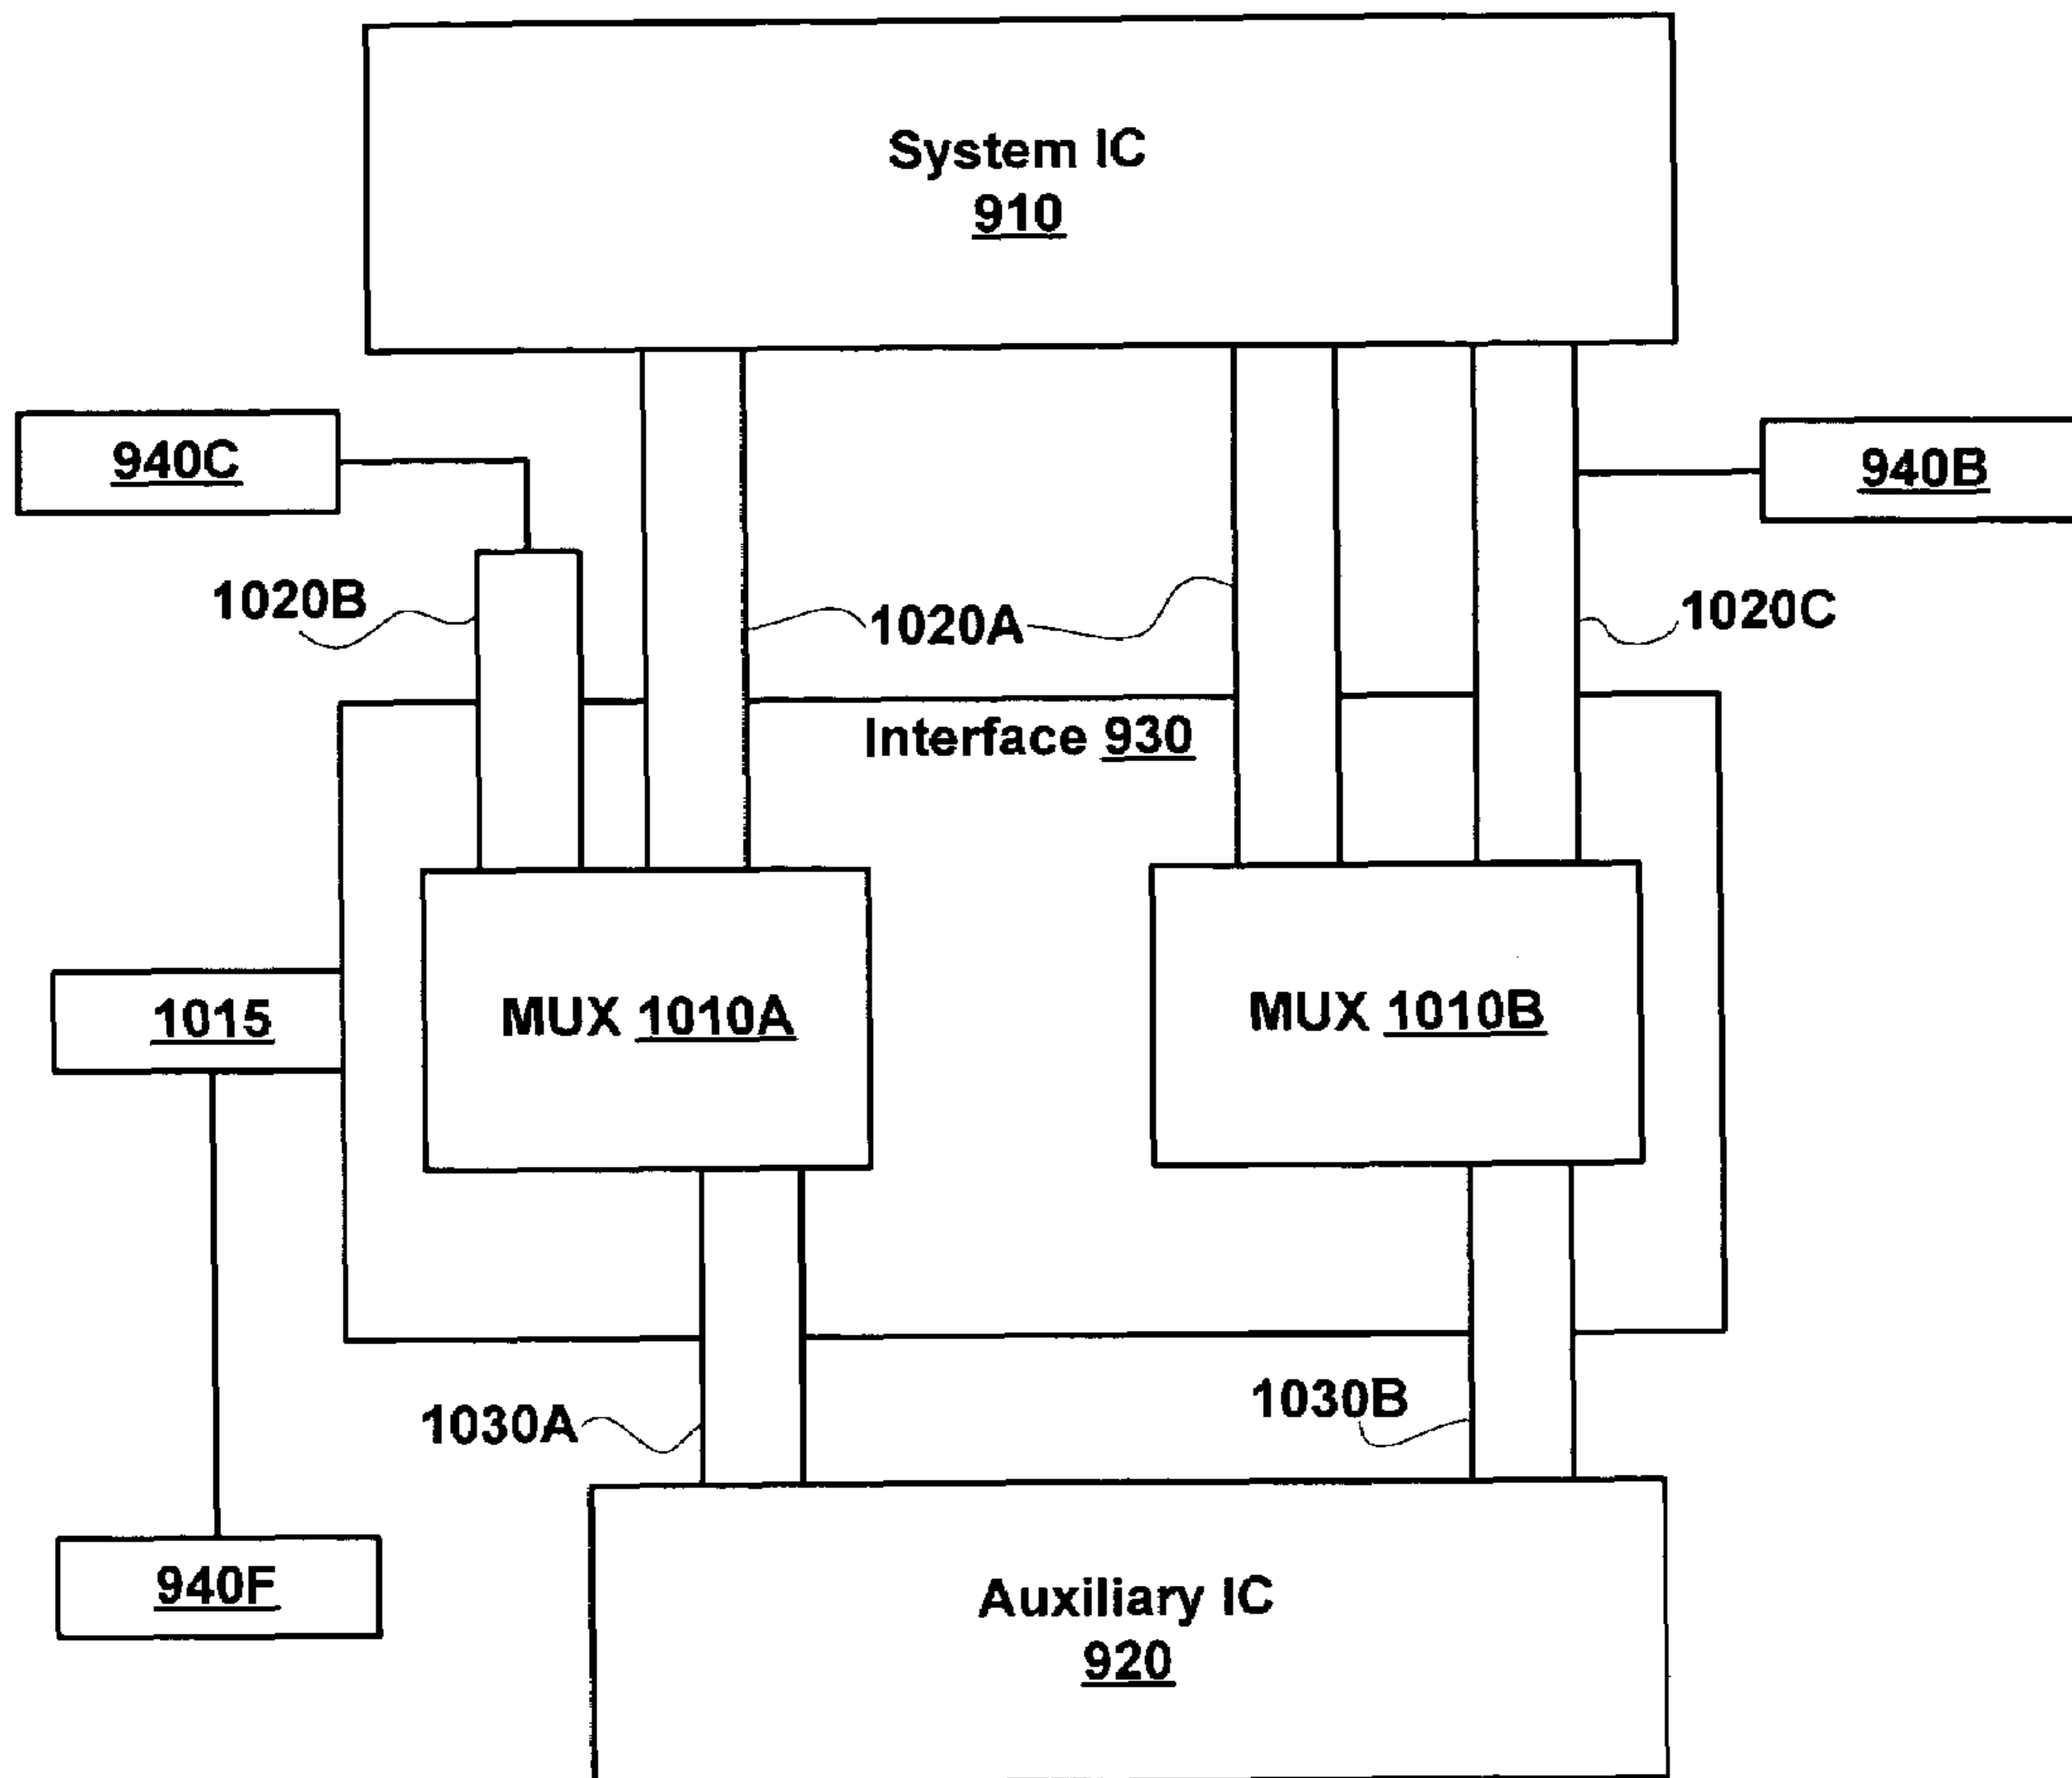 System IC
910
940C
940B
1020B
1020A
1020C
Interface 930
1015
MUX 1010A
MUX 1010B
1030A
1030B
940F
Auxiliary IC
920